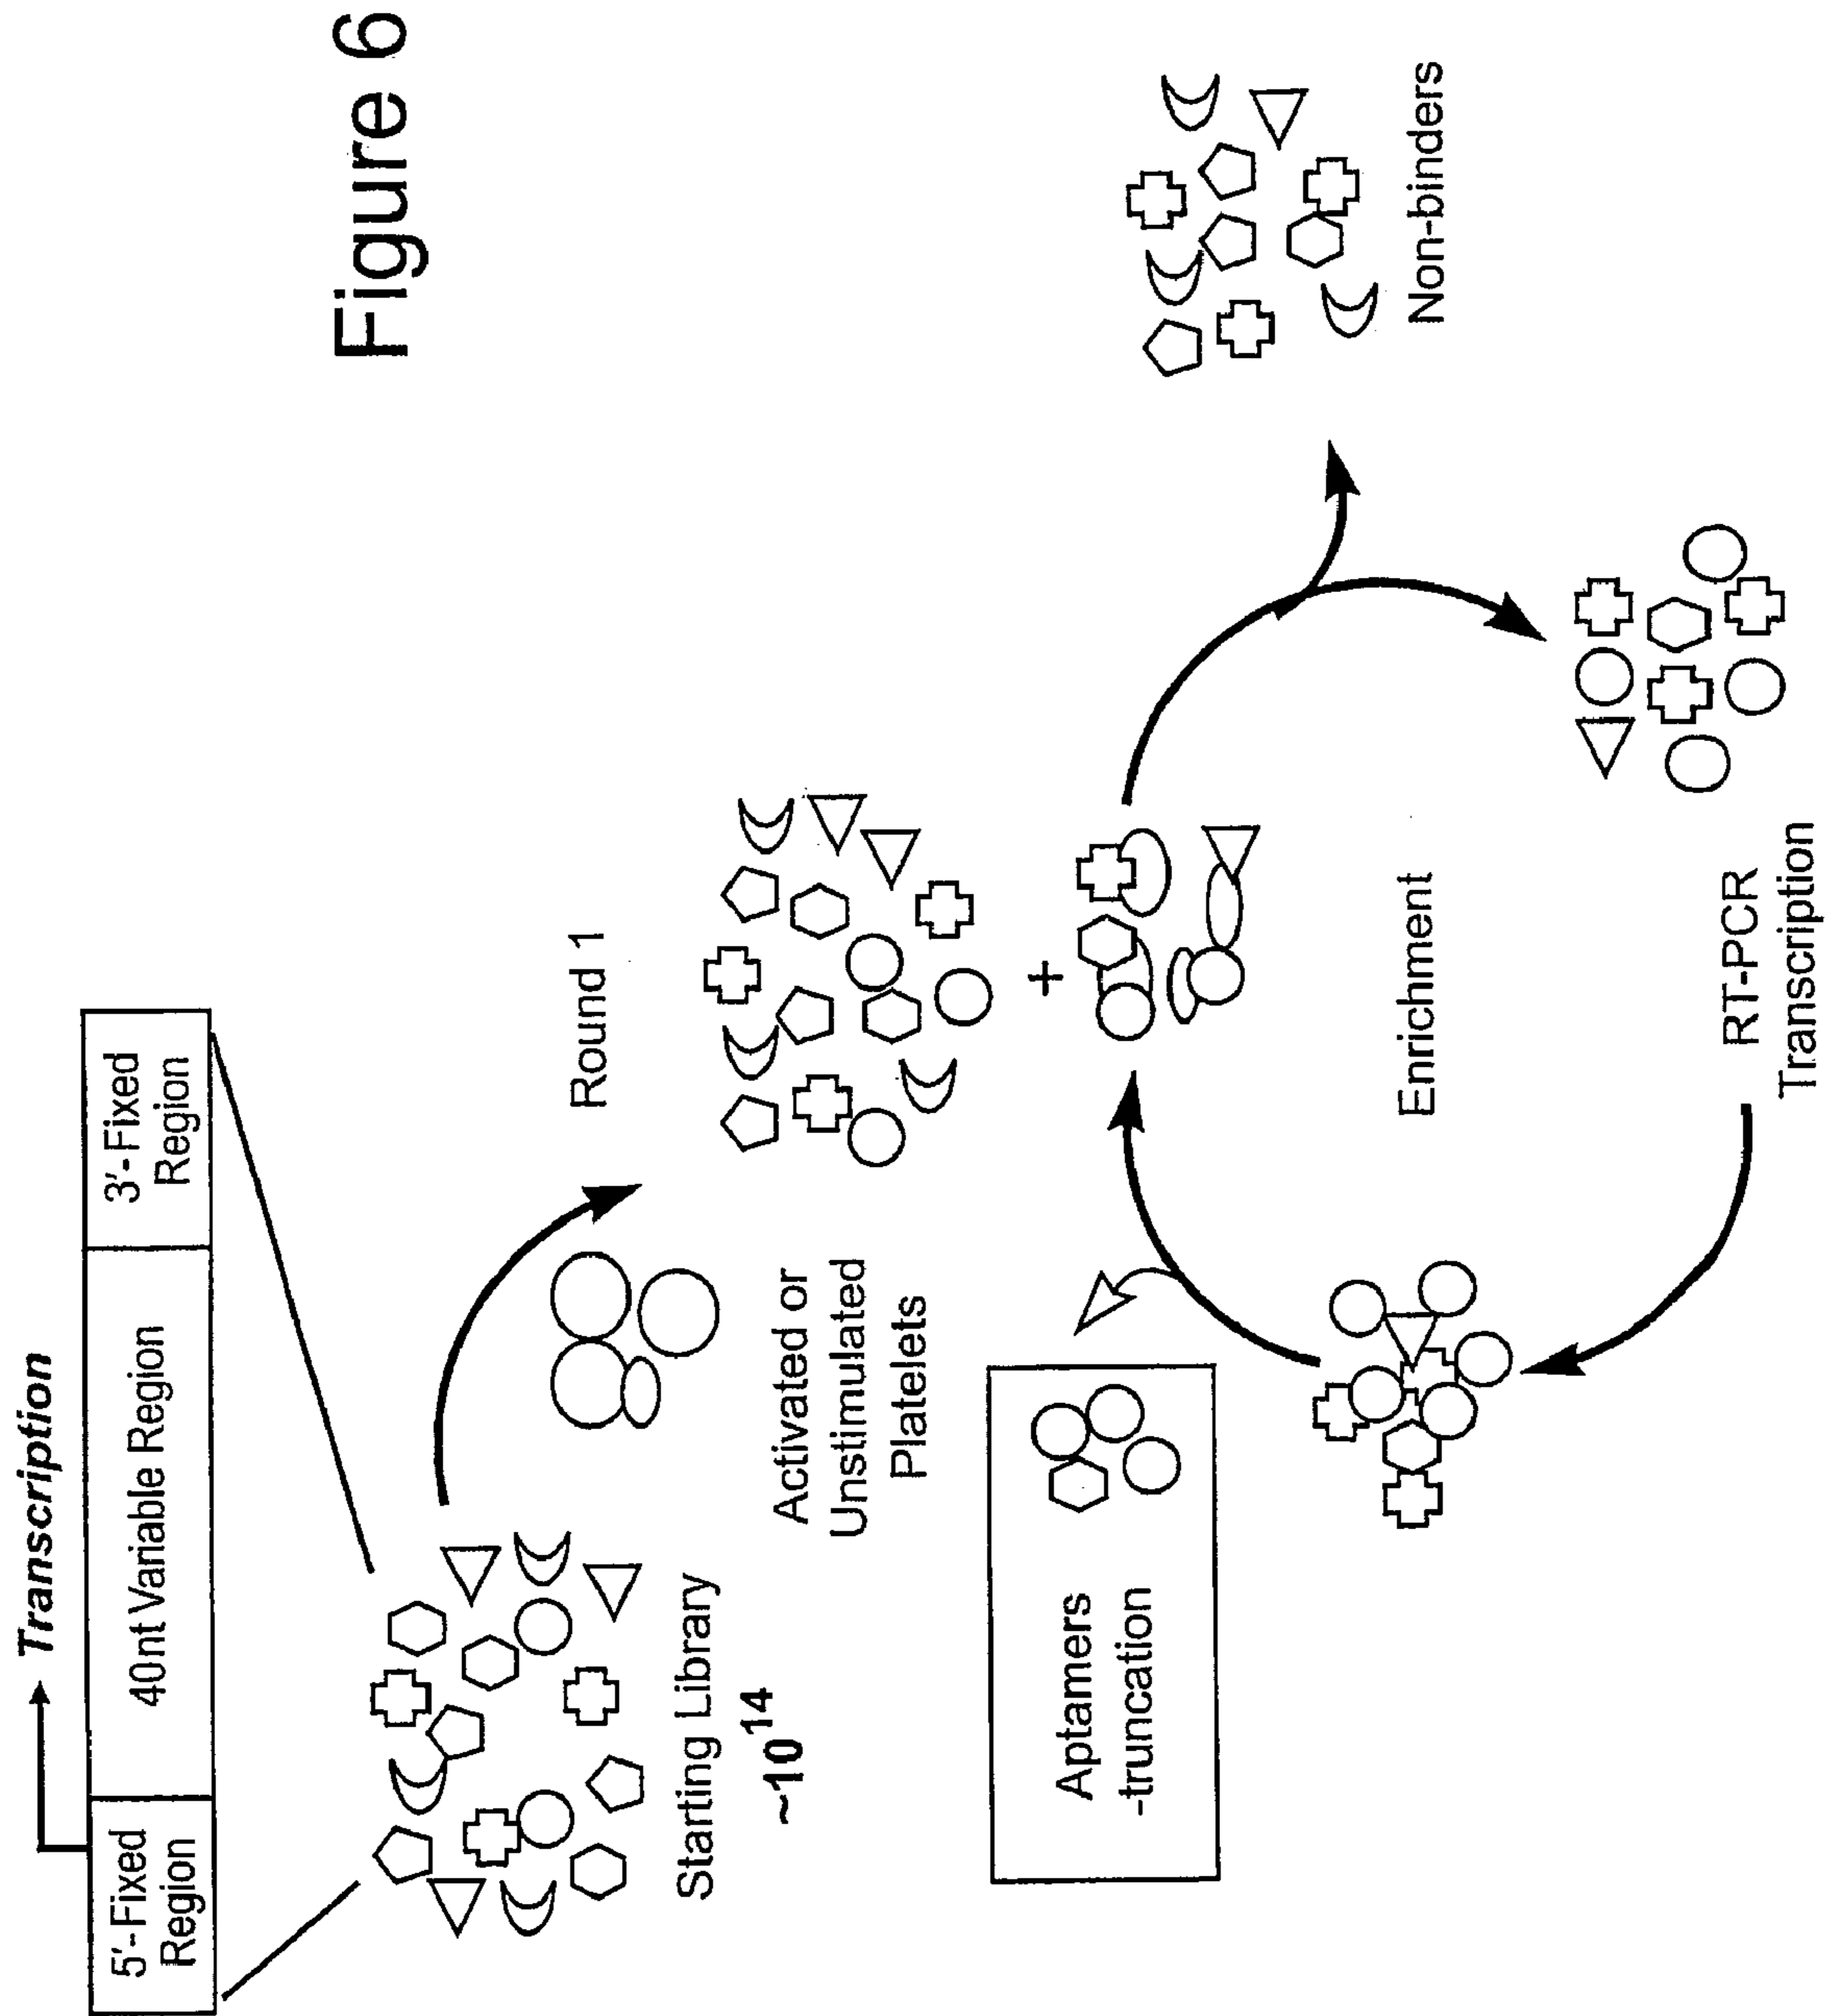 Figure 6
Transcription
5'-Fixed
Region
40nt Variable Region
3'-Fixed
Region
Starting Library
~10¹⁴
Activated or
Unstimulated
Platelets
Round 1
+
Aptamers
-truncation
Enrichment
RT-PCR
Transcription
Non-binders